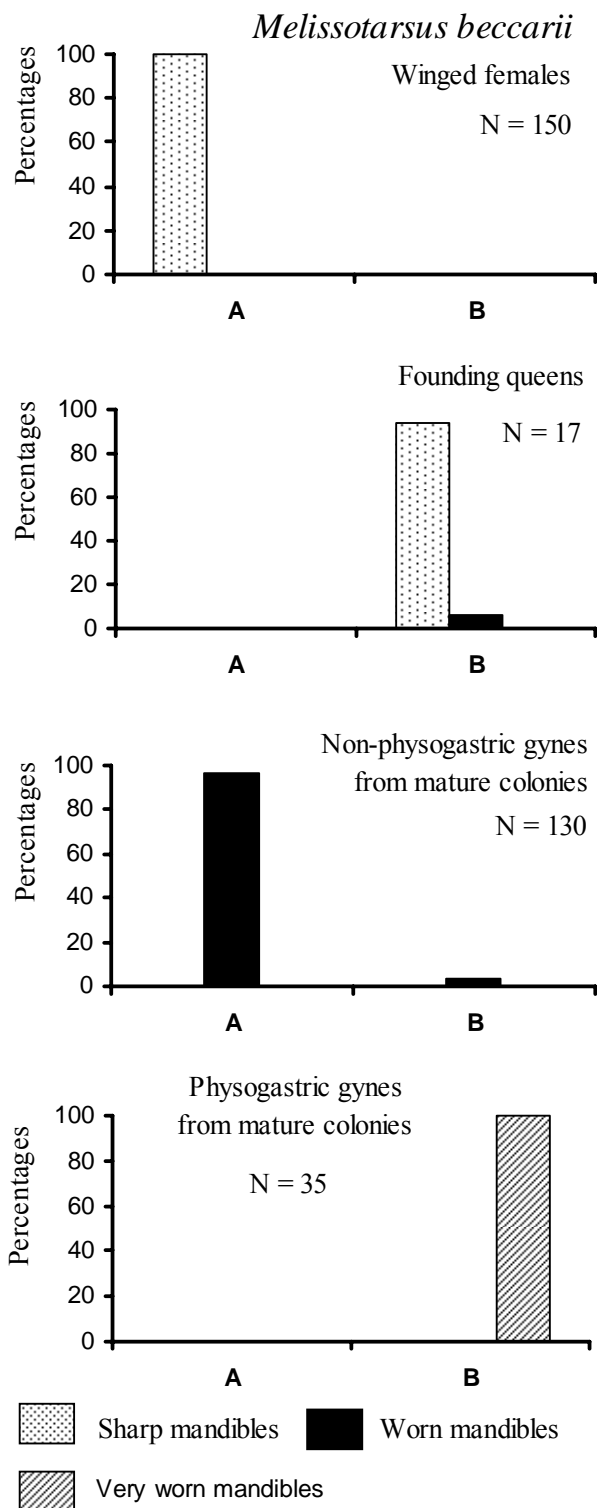 Melissotarsus beccarii
Winged females
N = 150
Percentages
100
80
60
40
20
0
A B
Founding queens
N = 17
Percentages
100
80
60
40
20
0
A B
Non-physogastric gynes
from mature colonies
N = 130
Percentages
100
80
60
40
20
0
A B
Physogastric gynes
from mature colonies
N = 35
Percentages
100
80
60
40
20
0
A B
Sharp mandibles Worn mandibles
Very worn mandibles